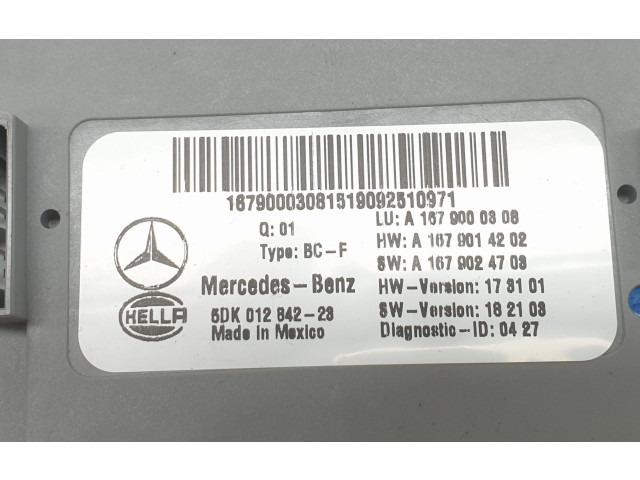 1679000308151909251​0971
Q: 01
Type: BC-F
LU: A 167 900 03 08
HW: A 167 901 42 02
SW: A 167 902 47 03
Mercedes-Benz
HW-Version: 17 31 01
HELLA
5DK 012 842-23
SW-Version: 18 21 03
Made in Mexico
Diagnostic-ID: 04 27